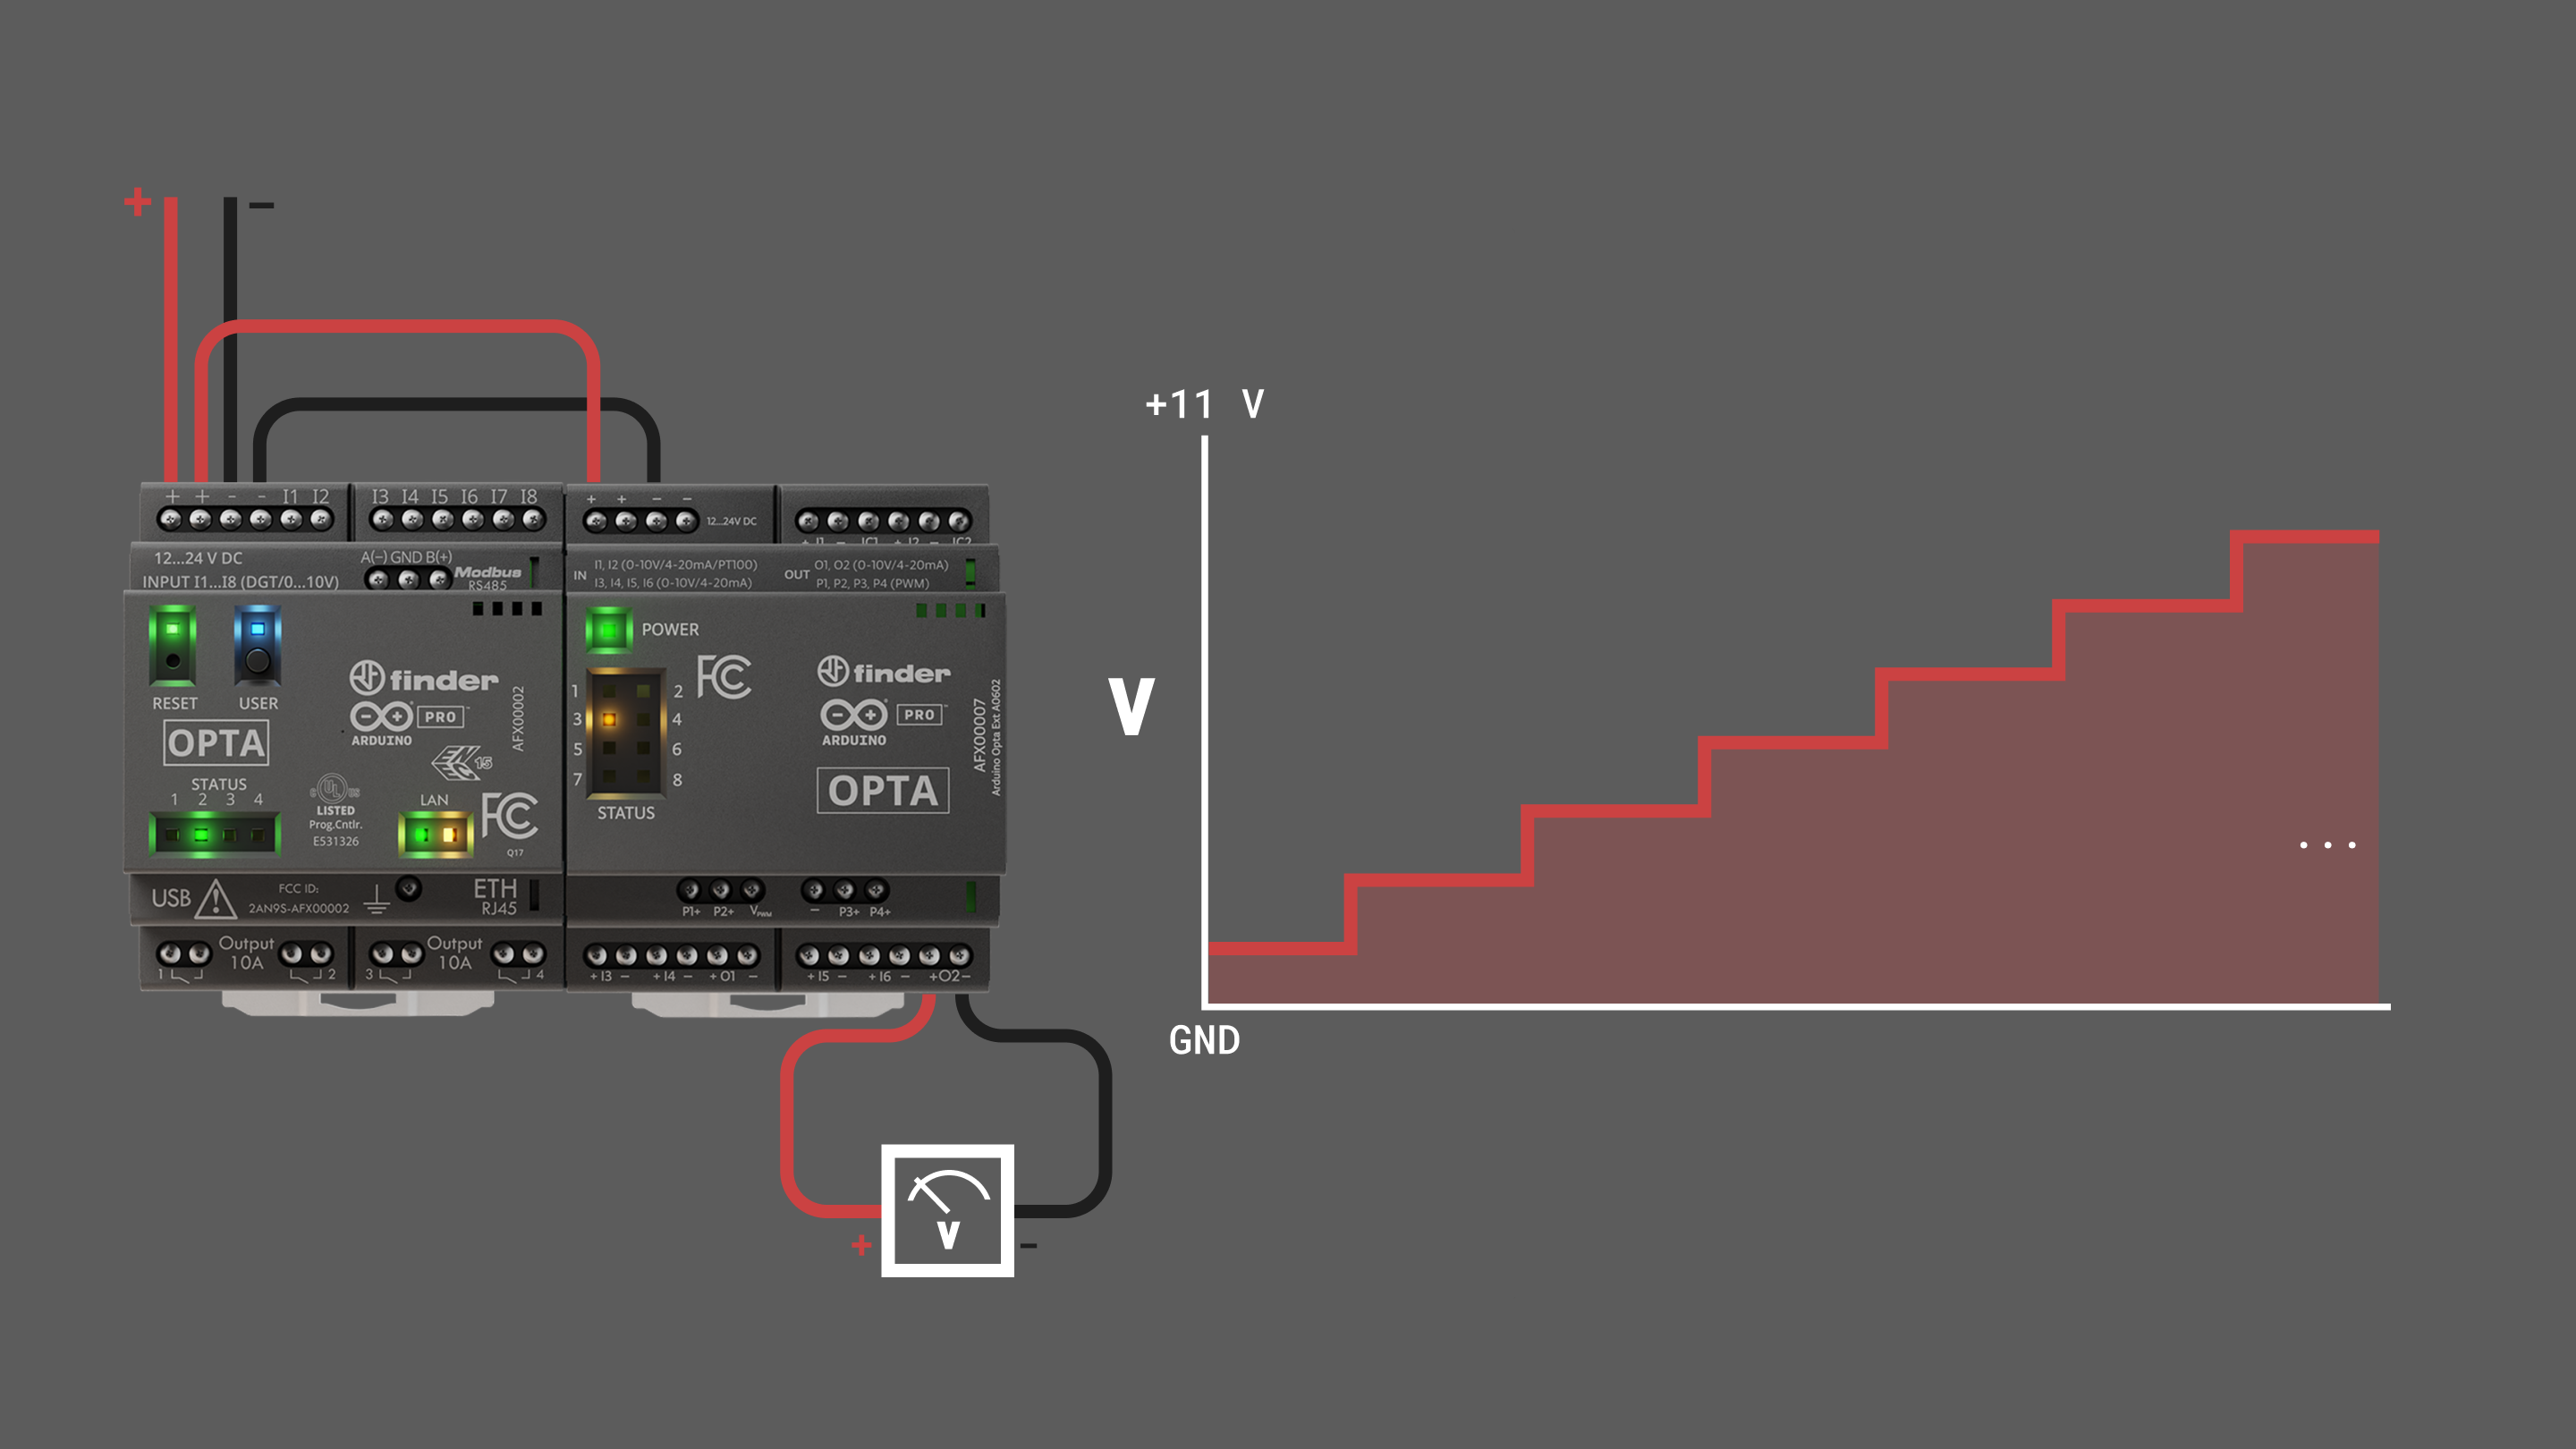 + −
+ + - - I1 I2
I3 I4 I5 I6 I7 I8
12...24 V DC
INPUT I1...I8 (DGT/0...10V)
A(−) GND B(+)
Modbus
RS485
RESET
USER
finder
ARDUINO
PRO
AFX00002
OPTA
STATUS
1 2 3 4
C UL US
LISTED
Prog.Cntlr.
E531326
LAN
15
FC
Q17
USB
FCC ID:
2AN9S-AFX00002
ETH
RJ45
1 Output
10A 2
3 Output
10A 4
+ + − −
12...24V DC
+ I1 − IC1 + I2 − IC2
IN I1, I2 (0-10V/4-20mA/PT100)
I3, I4, I5, I6 (0-10V/4-20mA)
OUT O1, O2 (0-10V/4-20mA)
P1, P2, P3, P4 (PWM)
POWER
1 2
3 4
5 6
7 8
STATUS
FC
finder
ARDUINO
PRO
OPTA
AFX00007
Arduino Opta Ext A0602
P1+ P2+ VPWM
− P3+ P4+
+ I3 − + I4 − + O1 −
+ I5 − + I6 − +O2−
V
+ −
+11 V
V
...
GND